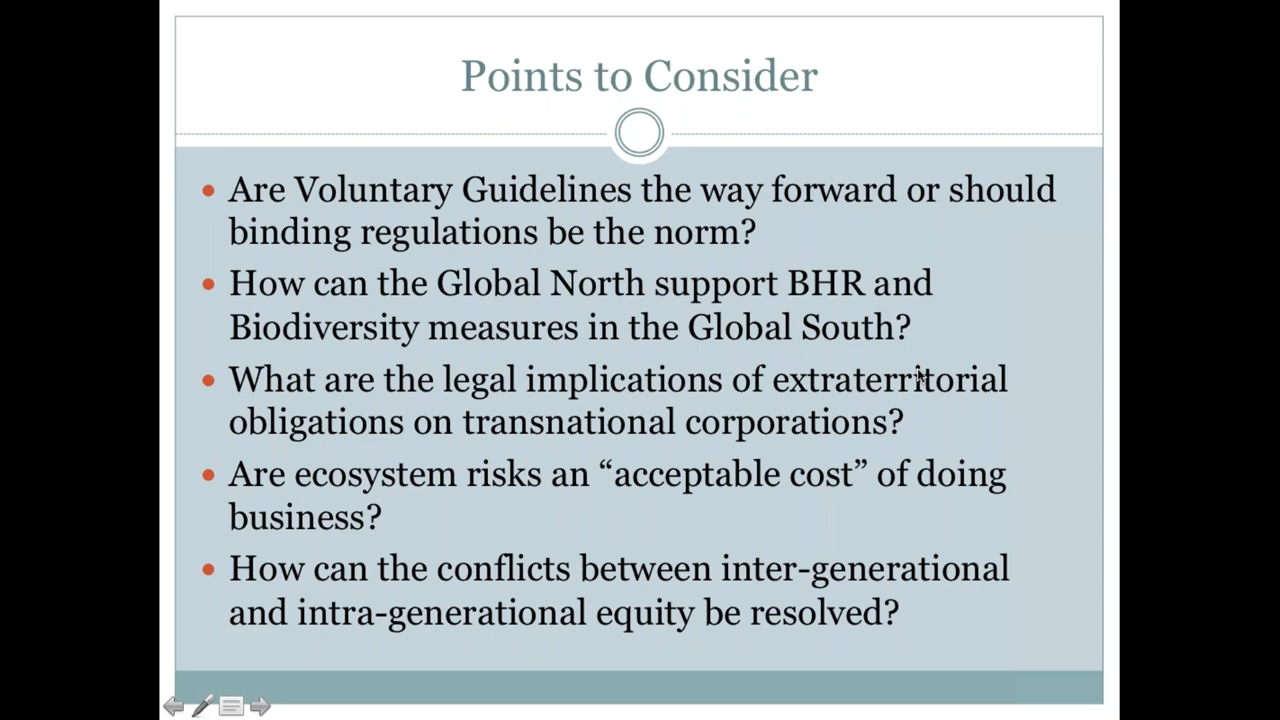 Points to Consider
Are Voluntary Guidelines the way forward or should
binding regulations be the norm?
How can the Global North support BHR and
Biodiversity measures in the Global South?
What are the legal implications of extraterritorial
obligations on transnational corporations?
Are ecosystem risks an “acceptable cost” of doing
business?
How can the conflicts between inter-generational
and intra-generational equity be resolved?